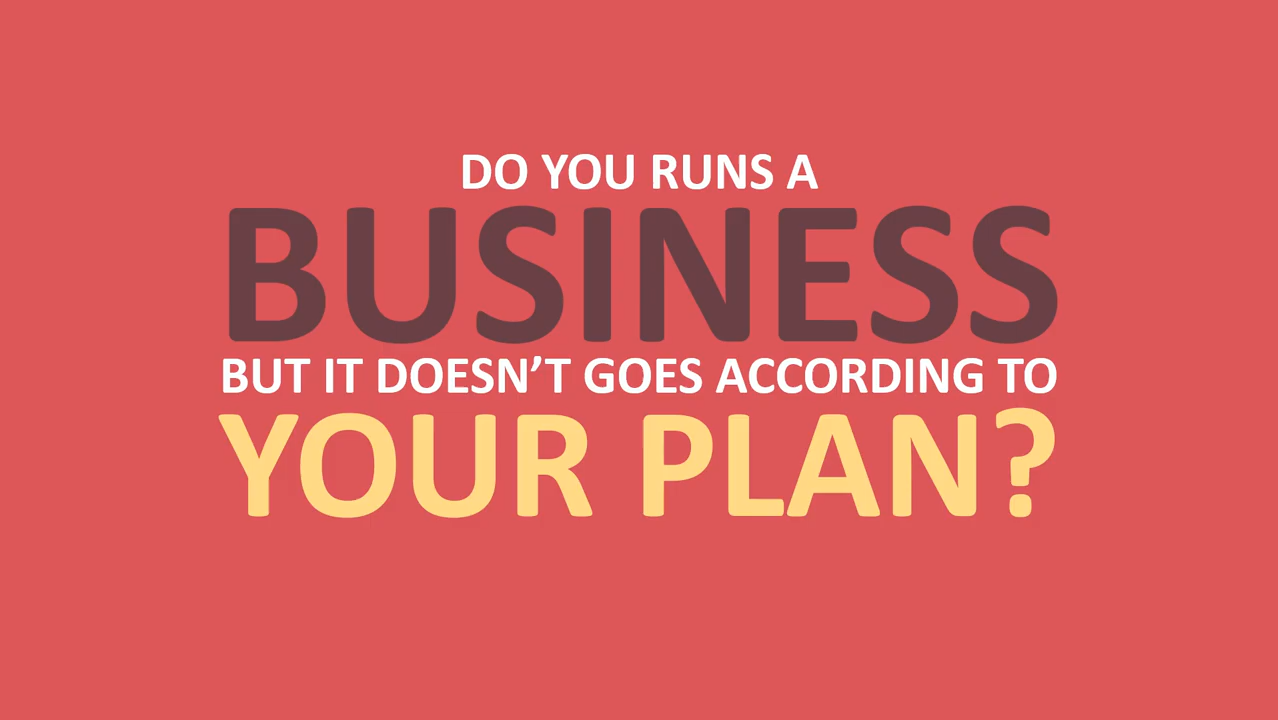 DO YOU RUNS A
BUSINESS
BUT IT DOESN’T GOES ACCORDING TO
YOUR PLAN?